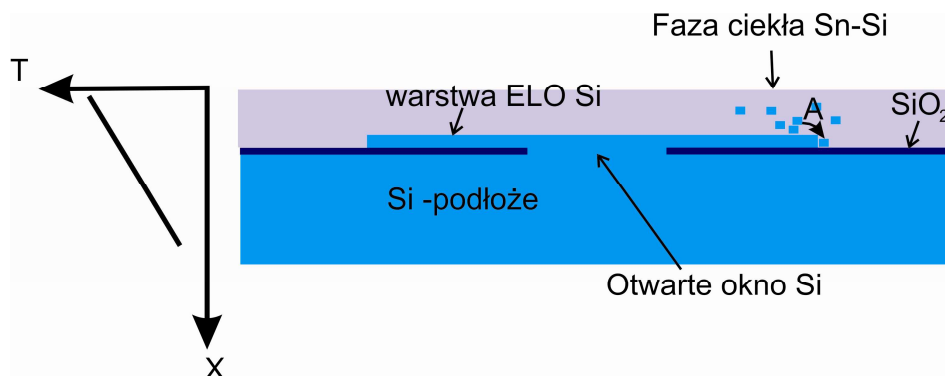 Faza ciekła Sn-Si
T
warstwa ELO Si
A
SiO₂
Si -podłoże
Otwarte okno Si
x